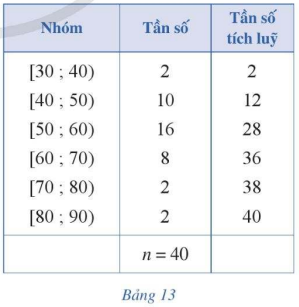 Nhóm Tần số Tần số tích luỹ
[30 ; 40) 2 2
[40 ; 50) 10 12
[50 ; 60) 16 28
[60 ; 70) 8 36
[70 ; 80) 2 38
[80 ; 90) 2 40
n = 40
Bảng 13